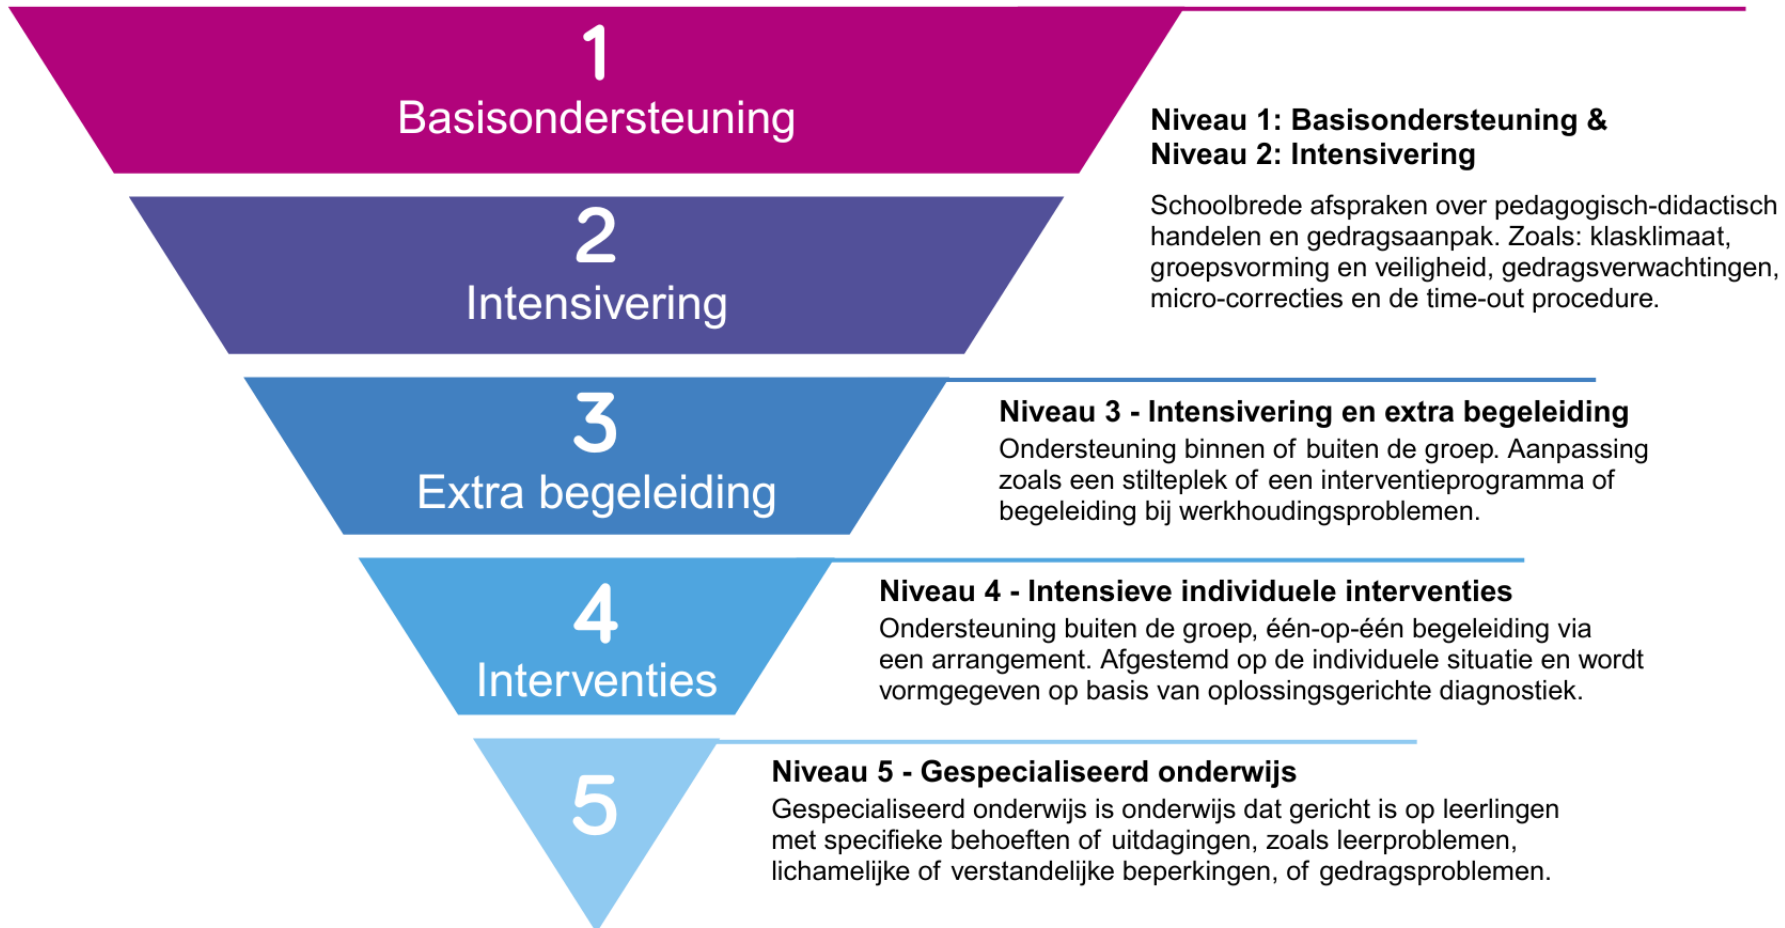 1
Basisondersteuning
Niveau 1: Basisondersteuning &
Niveau 2: Intensivering
Schoolbrede afspraken over pedagogisch-didactisch
handelen en gedragsaanpak. Zoals: klasklimaat,
groepsvorming en veiligheid, gedragsverwachtingen,
micro-correcties en de time-out procedure.
2
Intensivering
3
Extra begeleiding
Niveau 3 - Intensivering en extra begeleiding
Ondersteuning binnen of buiten de groep. Aanpassing
zoals een stilteplek of een interventieprogramma of
begeleiding bij werkhoudingsproblemen.
4
Interventies
Niveau 4 - Intensieve individuele interventies
Ondersteuning buiten de groep, één-op-één begeleiding via
een arrangement. Afgestemd op de individuele situatie en wordt
vormgegeven op basis van oplossingsgerichte diagnostiek.
5
Niveau 5 - Gespecialiseerd onderwijs
Gespecialiseerd onderwijs is onderwijs dat gericht is op leerlingen
met specifieke behoeften of uitdagingen, zoals leerproblemen,
lichamelijke of verstandelijke beperkingen, of gedragsproblemen.